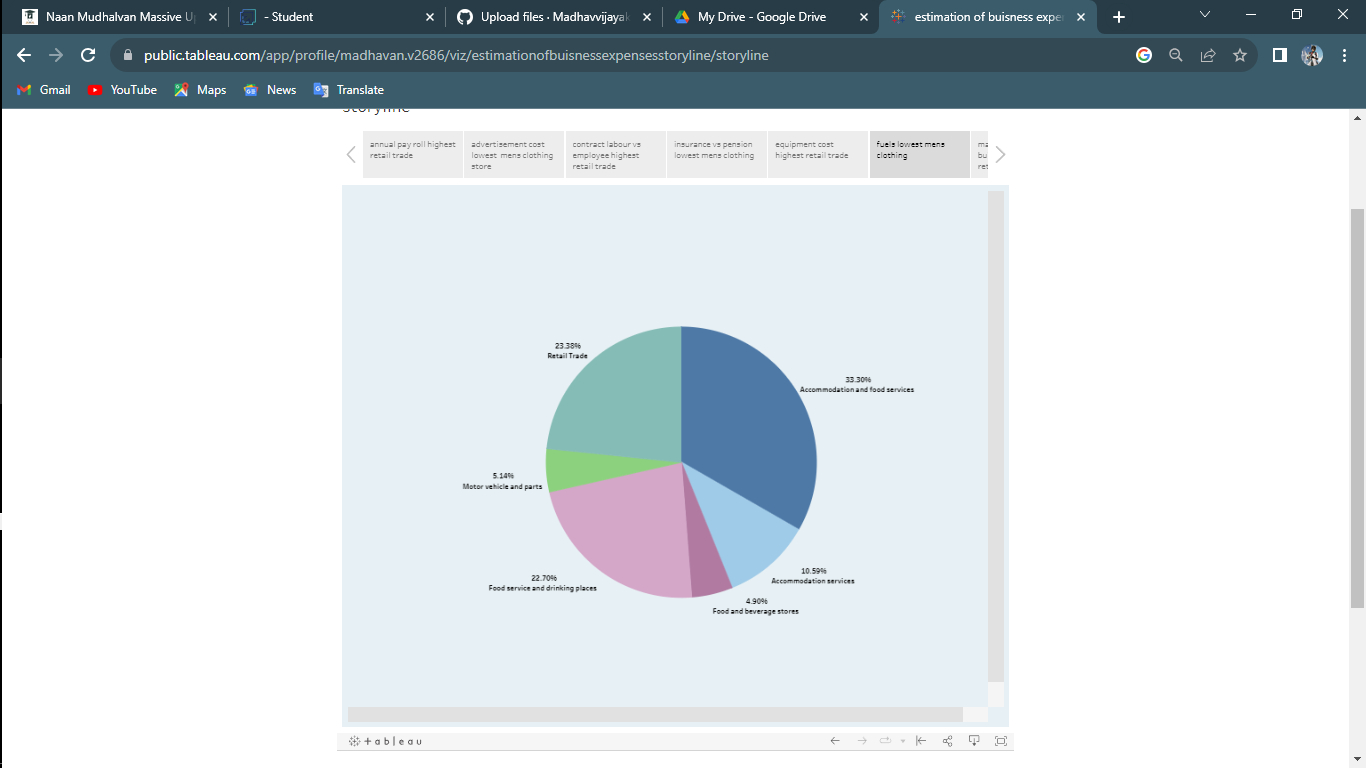 Naan Mudhalvan Massive U
- Student
Upload files · Madhavvijayak
My Drive - Google Drive
estimation of buisness expe
public.tableau.com/app/profile/madhavan.v2686/viz/estimationofbuisnessexpensesstoryline/storyline
Gmail
YouTube
Maps
News
Translate
storyline
annual pay roll highest
retail trade
advertisement cost
lowest mens clothing
store
contract labour vs
employee highest
retail trade
insurance vs pension
lowest mens clothing
equipment cost
highest retail trade
fuels lowest mens
clothing
ma
bu
ret
23.38%
Retail Trade
33.30%
Accommodation and food services
5.14%
Motor vehicle and parts
10.59%
Accommodation services
22.70%
Food service and drinking places
4.90%
Food and beverage stores
+ a b | e a u